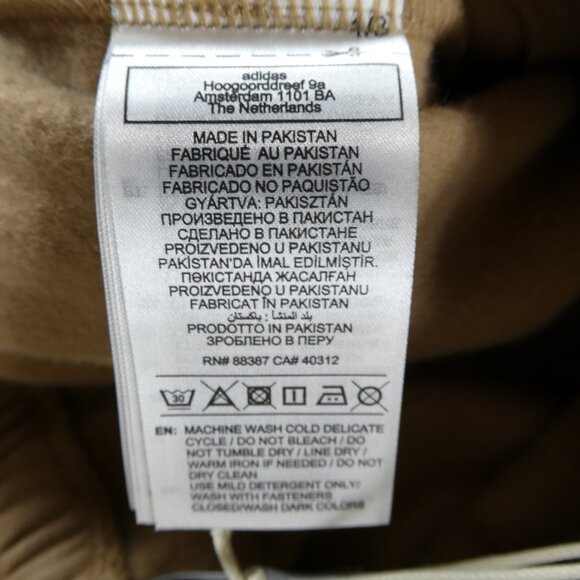 1/3
adidas
Hoogoorddreef 9a
Amsterdam 1101 BA
The Netherlands
MADE IN PAKISTAN
FABRIQUÉ AU PAKISTAN
FABRICADO EN PAKISTÁN
FABRICADO NO PAQUISTÃO
GYÁRTVA: PAKISZTÁN
ПРОИЗВЕДЕНО В ПАКИСТАН
СДЕЛАНО В ПАКИСТАНЕ
PROIZVEDENO U PAKISTANU
PAKİSTAN'DA İMAL EDİLMİŞTİR.
ПӘКІСТАНДА ЖАСАЛҒАН
PROIZVEDENO U PAKISTANU
FABRICAT ÎN PAKISTAN
بلد المنشأ: باكستان
PRODOTTO IN PAKISTAN
ЗРОБЛЕНО В ПЕРУ
RN# 88387 CA# 40312
30
EN: MACHINE WASH COLD DELICATE
CYCLE / DO NOT BLEACH / DO
NOT TUMBLE DRY / LINE DRY /
WARM IRON IF NEEDED / DO NOT
DRY CLEAN
USE MILD DETERGENT ONLY/
WASH WITH FASTENERS
CLOSED/WASH DARK COLORS